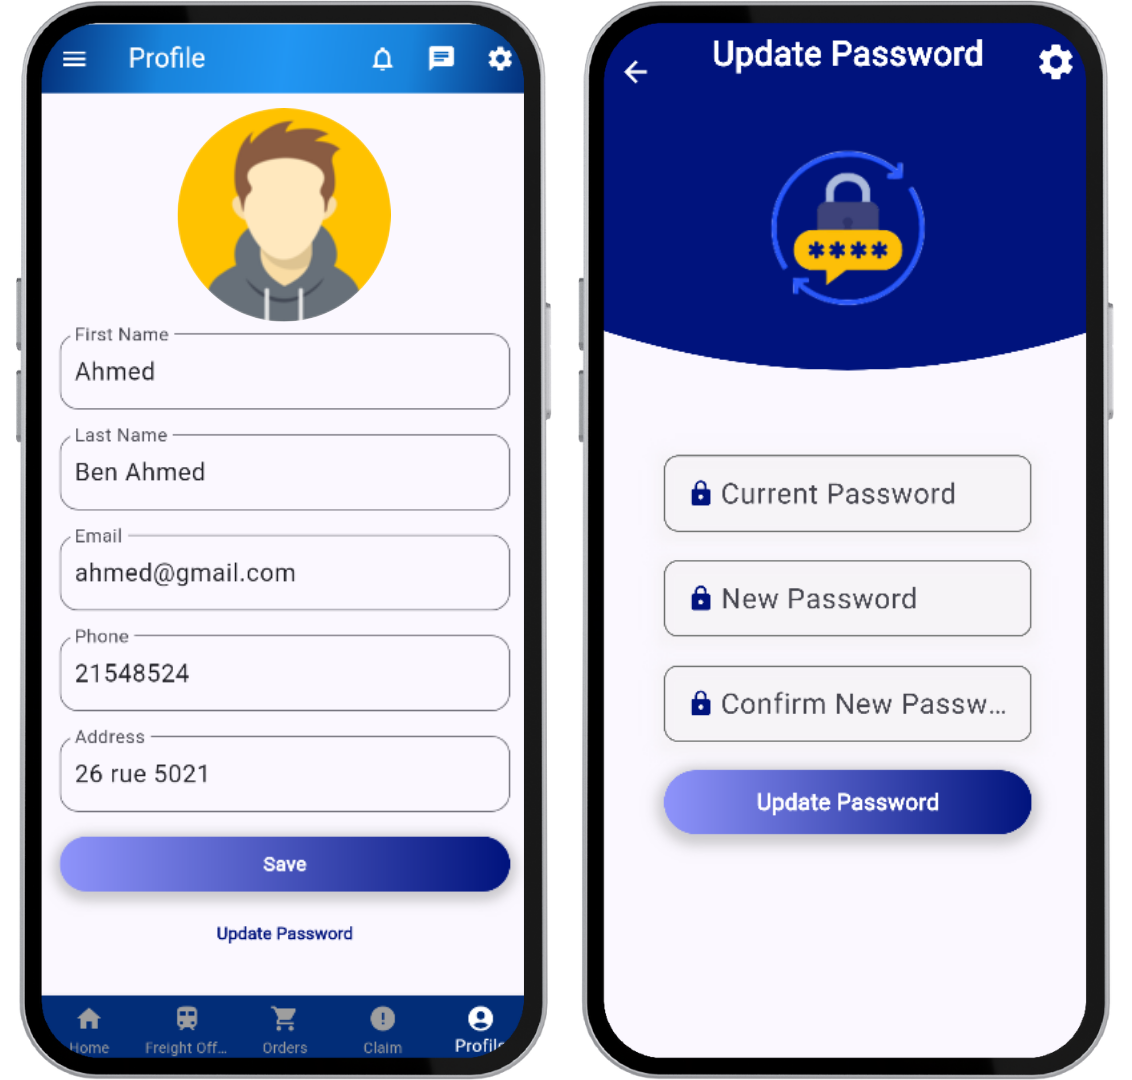 Profile
First Name
Ahmed
Last Name
Ben Ahmed
Email
ahmed@gmail.com
Phone
21548524
Address
26 rue 5021
Save
Update Password
Home
Freight Off...
Orders
Claim
Profile
Update Password
****
Current Password
New Password
Confirm New Passw...
Update Password